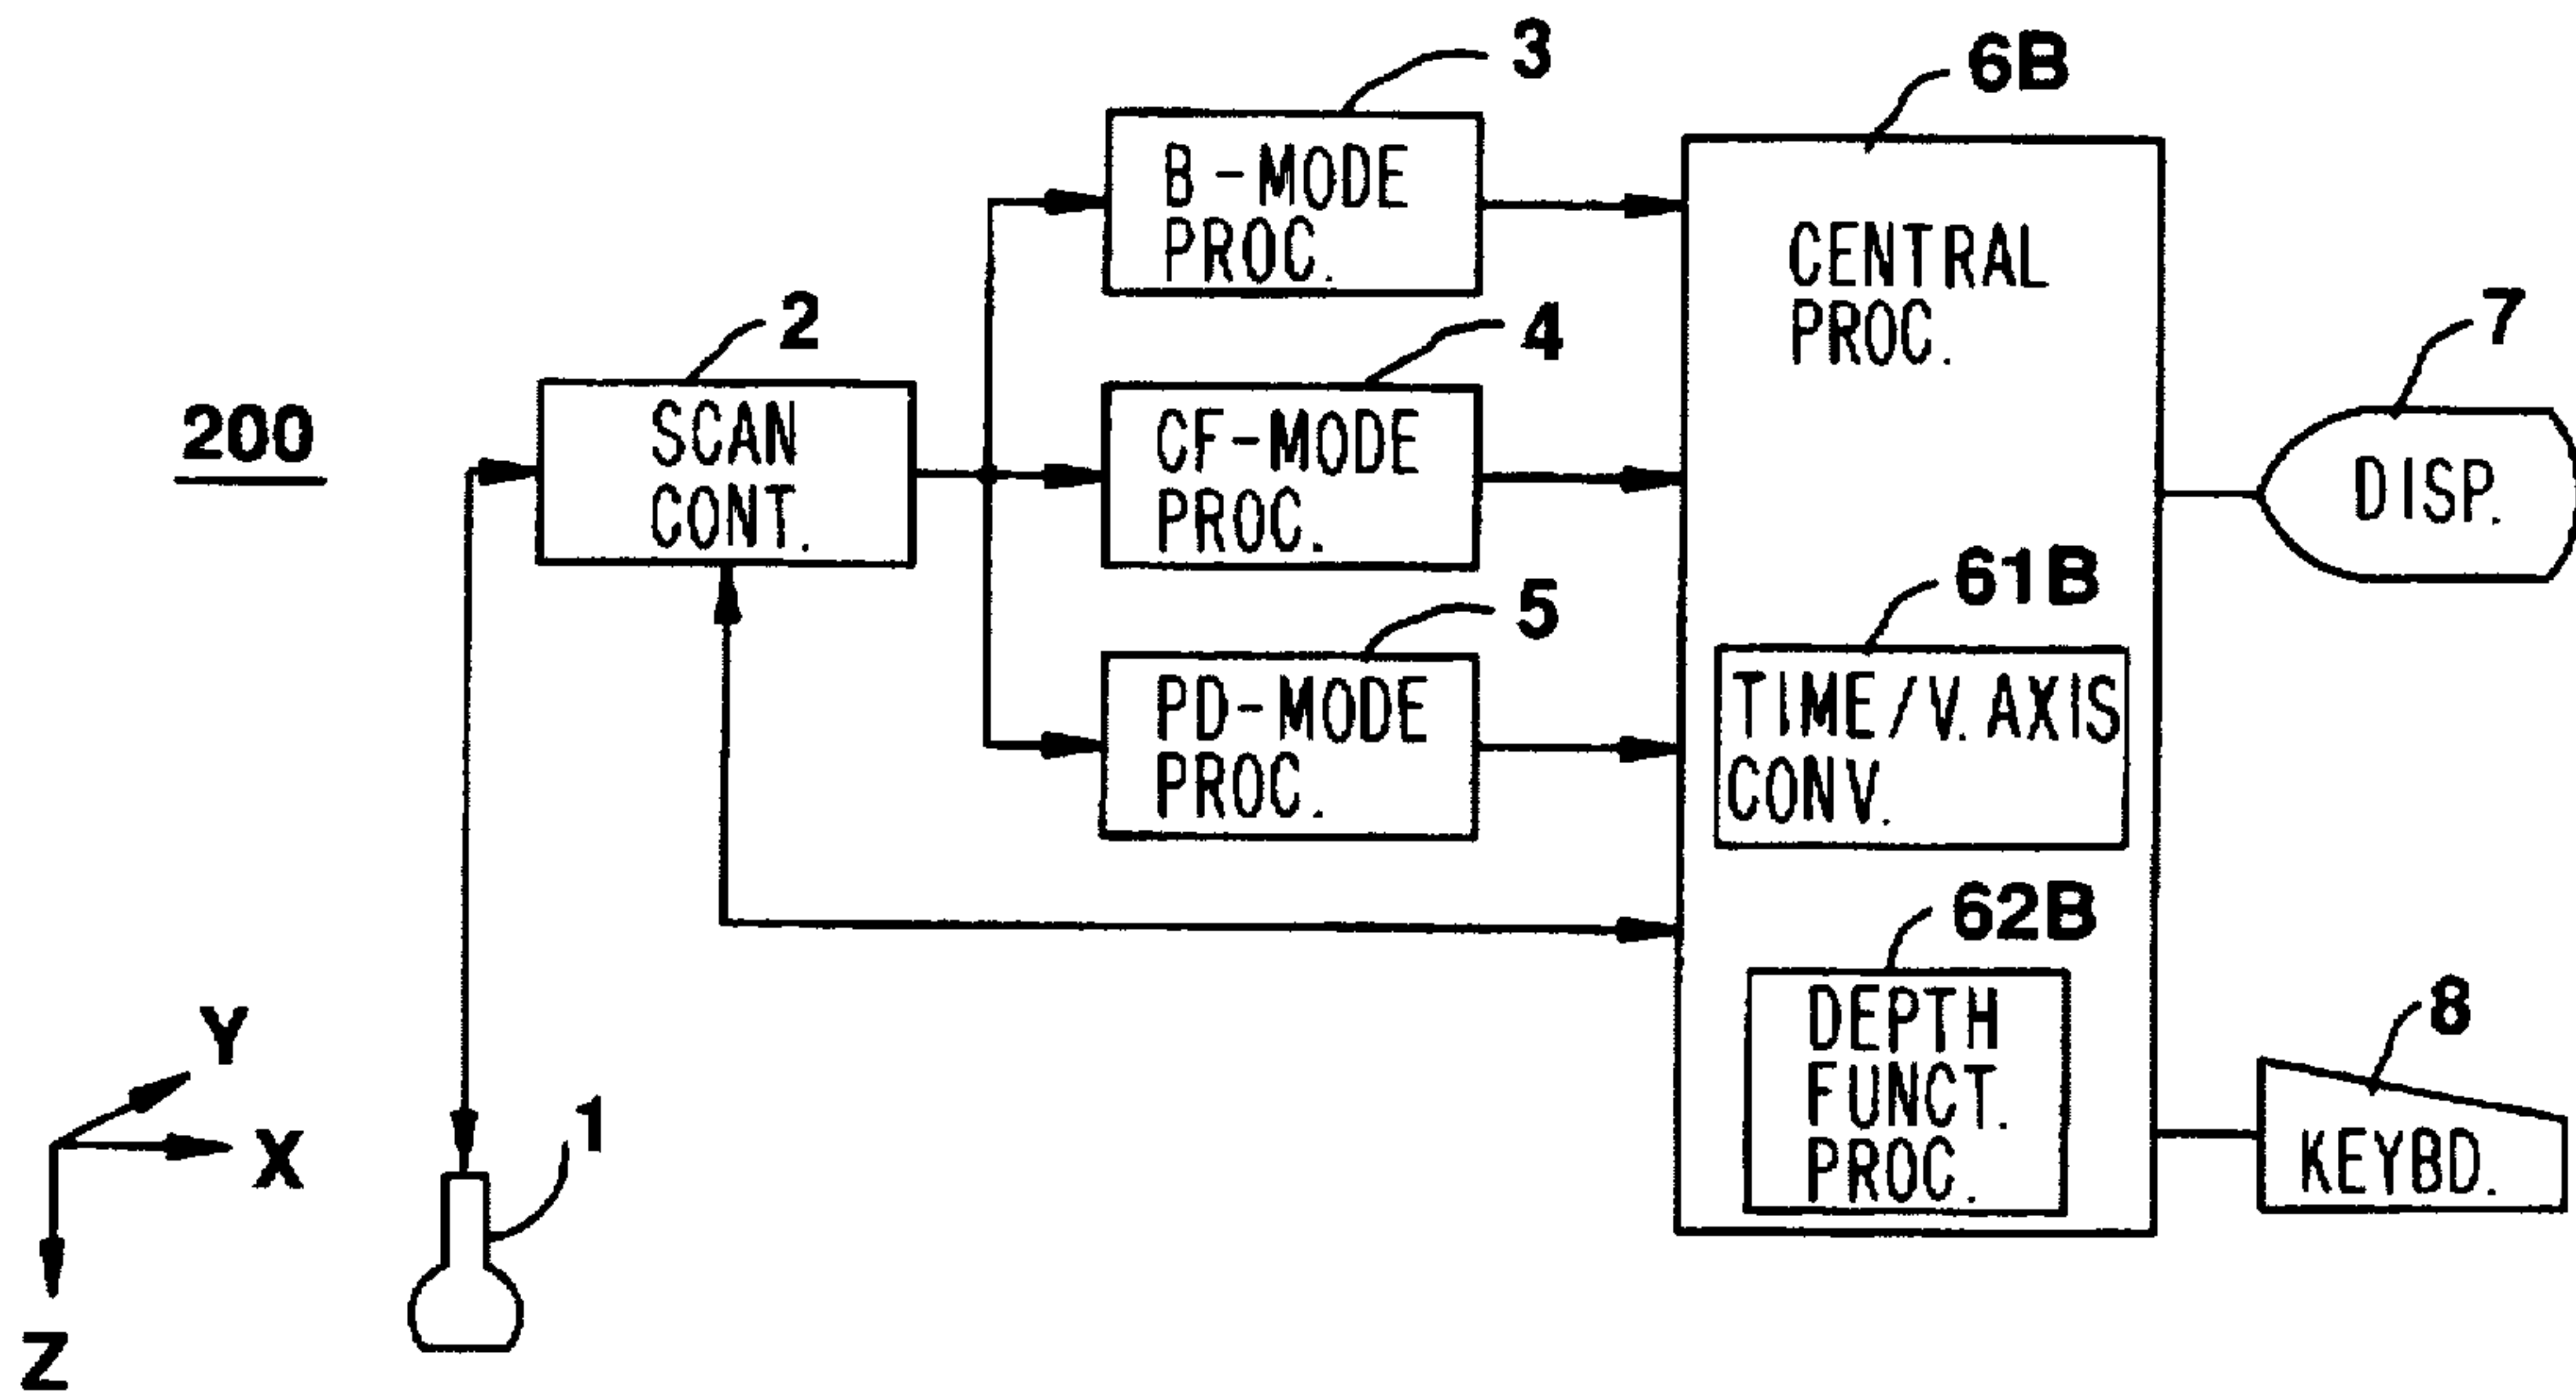 200
1
2
SCAN
CONT.
3
B-MODE
PROC.
4
CF-MODE
PROC.
5
PD-MODE
PROC.
6B
CENTRAL
PROC.
61B
TIME/V. AXIS
CONV.
62B
DEPTH
FUNCT.
PROC.
7
DISP.
8
KEYBD.
Y
X
Z